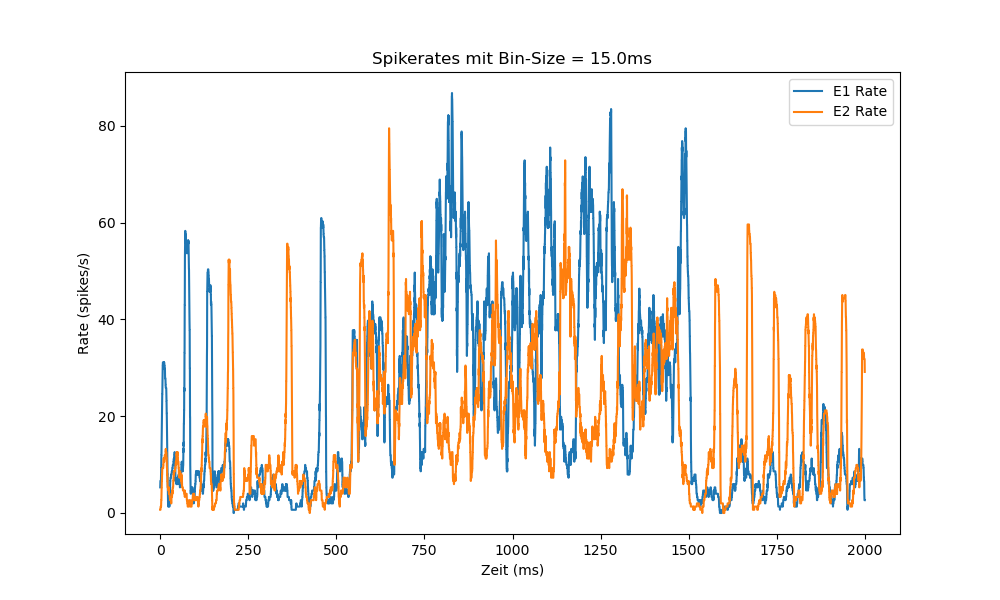 Spikerates mit Bin-Size = 15.0ms
E1 Rate
E2 Rate
Rate (spikes/s)
80
60
40
20
0
0 250 500 750 1000 1250 1500 1750 2000
Zeit (ms)